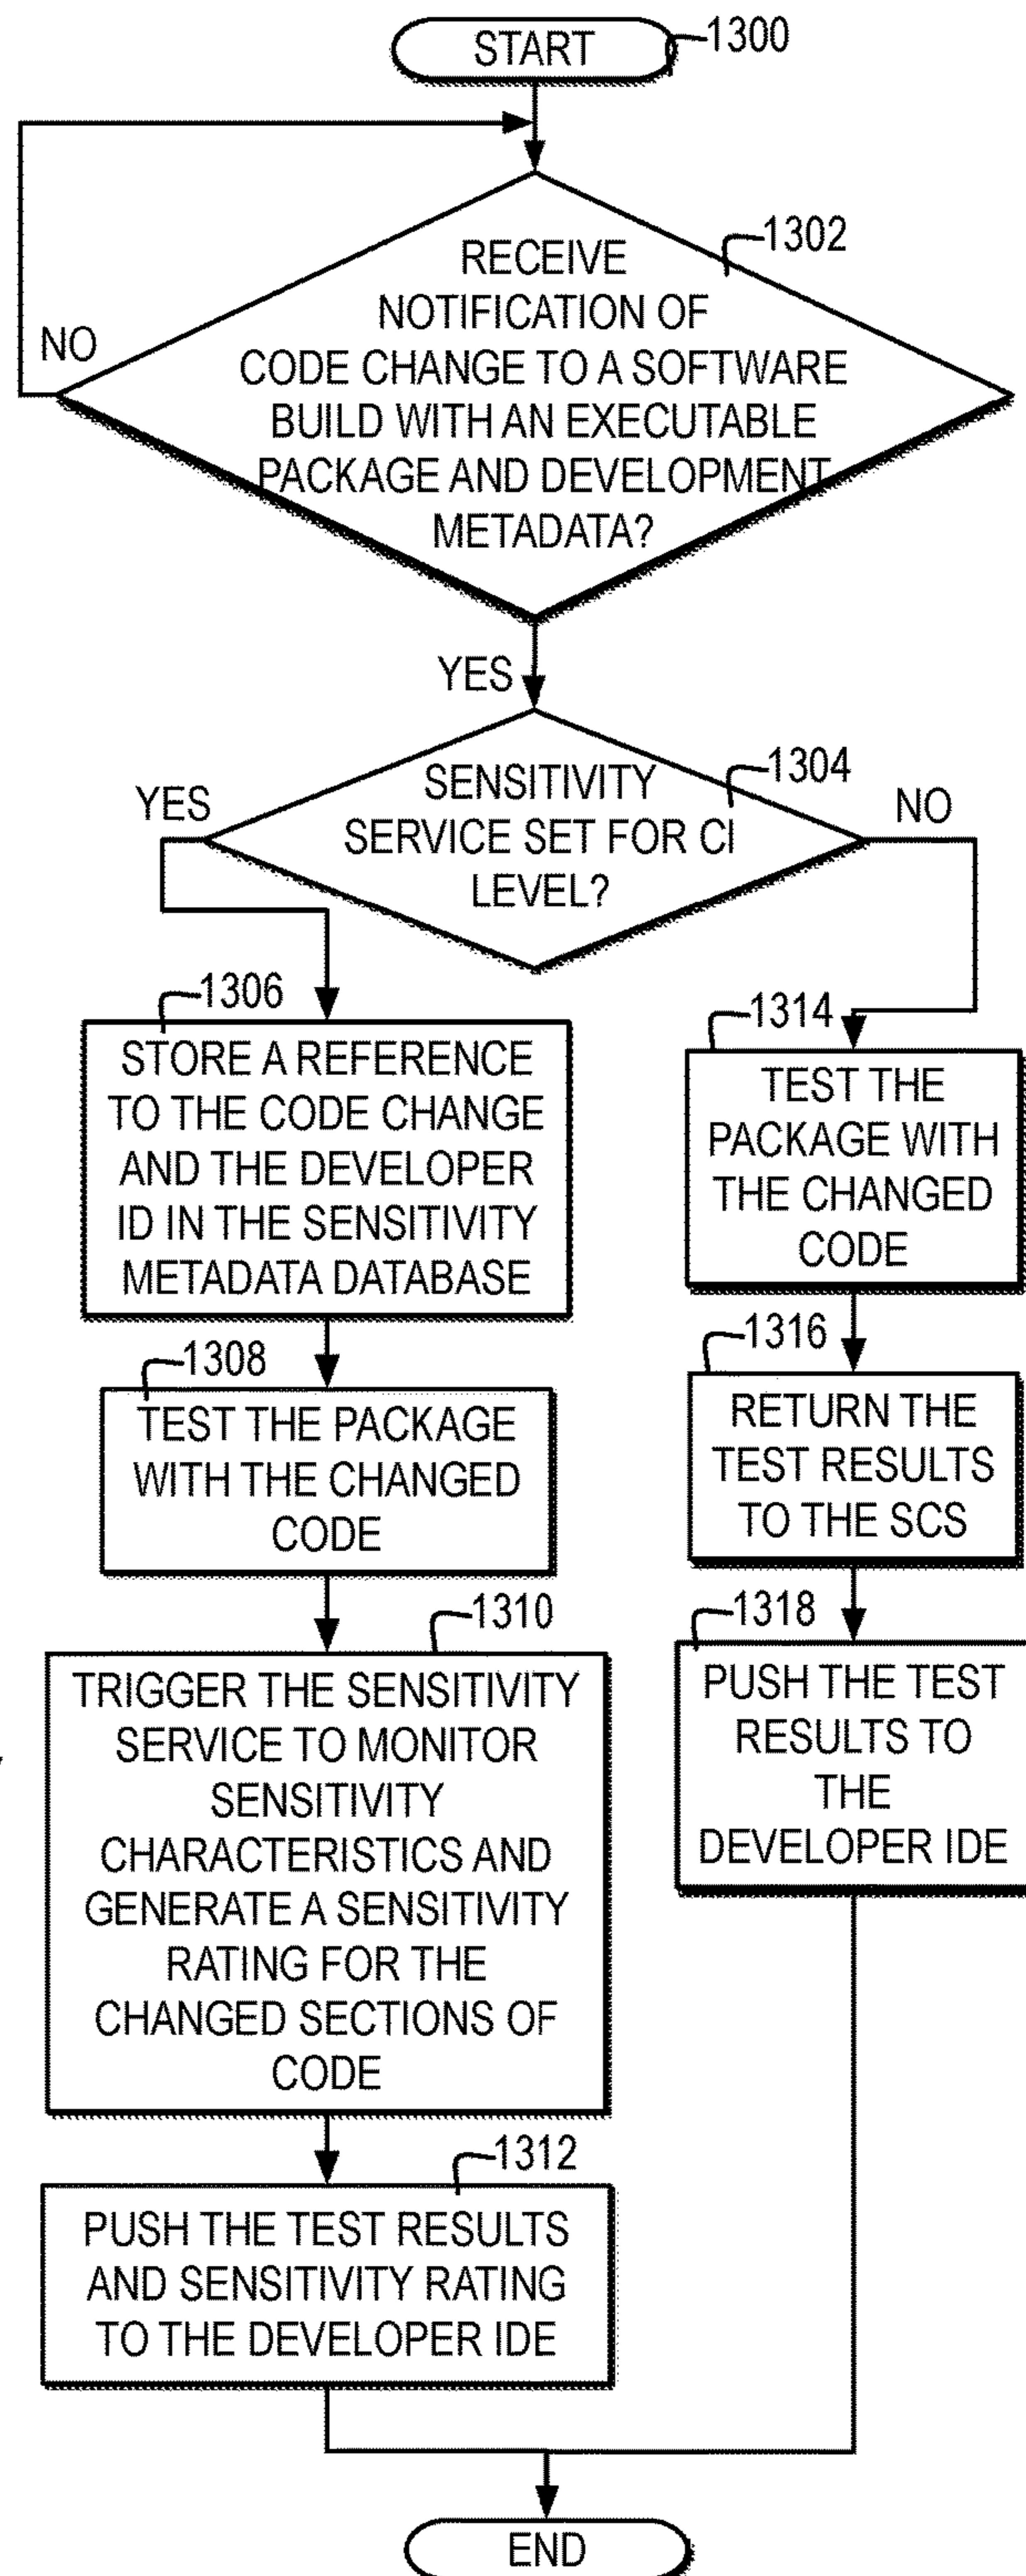 START
1300
1302
RECEIVE
NOTIFICATION OF
CODE CHANGE TO A SOFTWARE
BUILD WITH AN EXECUTABLE
PACKAGE AND DEVELOPMENT
METADATA?
NO
YES
1304
SENSITIVITY
SERVICE SET FOR CI
LEVEL?
YES
NO
1306
STORE A REFERENCE
TO THE CODE CHANGE
AND THE DEVELOPER
ID IN THE SENSITIVITY
METADATA DATABASE
1308
TEST THE PACKAGE
WITH THE CHANGED
CODE
1310
TRIGGER THE SENSITIVITY
SERVICE TO MONITOR
SENSITIVITY
CHARACTERISTICS AND
GENERATE A SENSITIVITY
RATING FOR THE
CHANGED SECTIONS OF
CODE
1312
PUSH THE TEST RESULTS
AND SENSITIVITY RATING
TO THE DEVELOPER IDE
1314
TEST THE
PACKAGE WITH
THE CHANGED
CODE
1316
RETURN THE
TEST RESULTS
TO THE SCS
1318
PUSH THE TEST
RESULTS TO
THE
DEVELOPER IDE
END